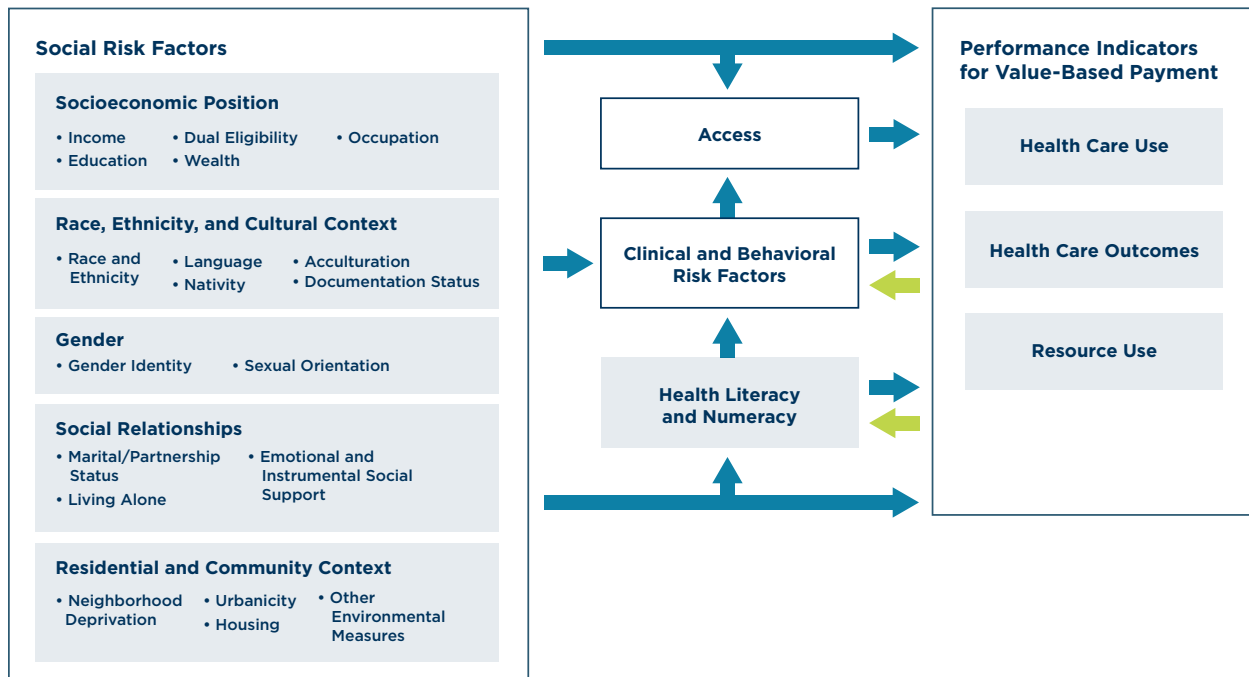 Social Risk Factors
Socioeconomic Position
• Income
• Education
• Dual Eligibility
• Wealth
• Occupation
Race, Ethnicity, and Cultural Context
• Race and
Ethnicity
• Language
• Nativity
• Acculturation
• Documentation Status
Gender
• Gender Identity
• Sexual Orientation
Social Relationships
• Marital/Partnership
Status
• Living Alone
• Emotional and
Instrumental Social
Support
Residential and Community Context
• Neighborhood
Deprivation
• Urbanicity
• Housing
• Other
Environmental
Measures
Access
Clinical and Behavioral
Risk Factors
Health Literacy
and Numeracy
Performance Indicators
for Value-Based Payment
Health Care Use
Health Care Outcomes
Resource Use